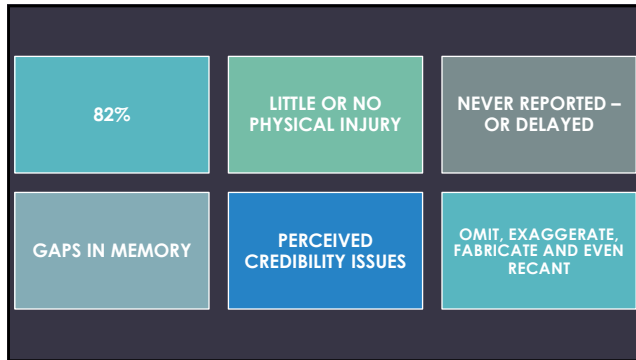 82%
LITTLE OR NO
PHYSICAL INJURY
NEVER REPORTED –
OR DELAYED
GAPS IN MEMORY
PERCEIVED
CREDIBILITY ISSUES
OMIT, EXAGGERATE,
FABRICATE AND EVEN
RECANT